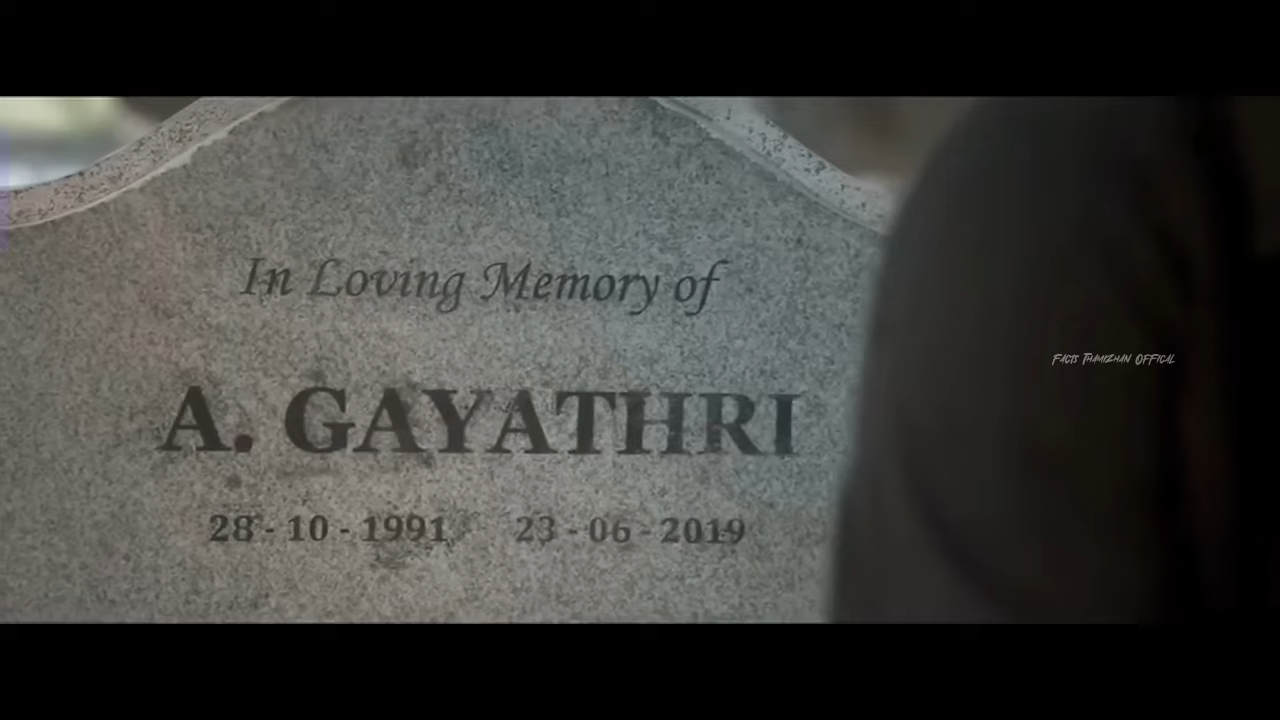 In Loving Memory of
A. GAYATHRI
28 - 10 - 1991 23 - 06 - 2019
FACTS THAMIZHAN OFFICAL